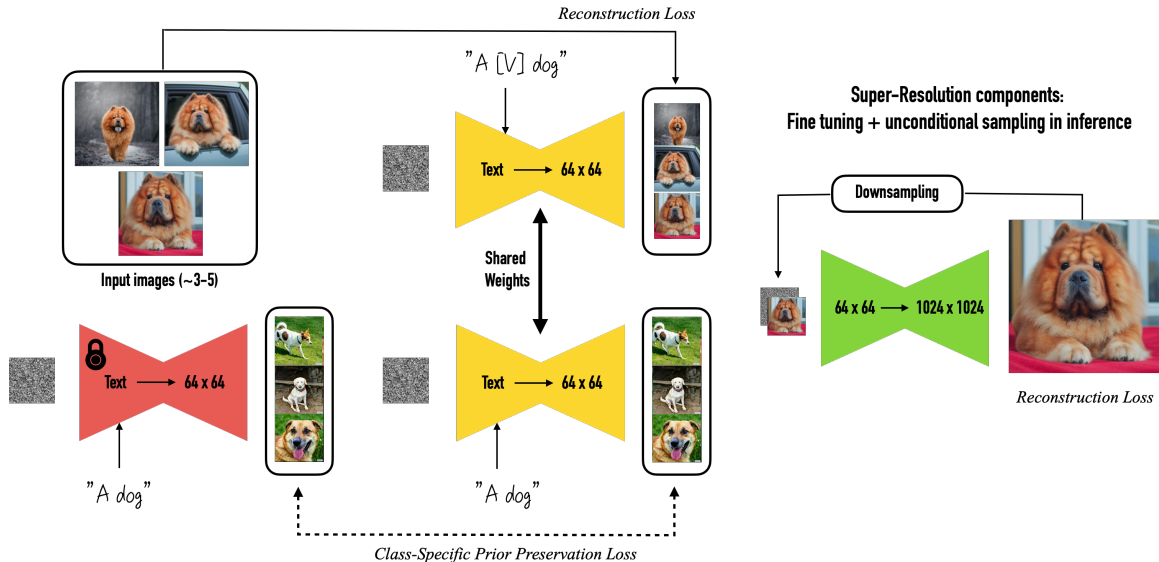 Reconstruction Loss
"A [V] dog"
Text
64 x 64
Input images (~3-5)
Shared
Weights
Text
64 x 64
"A dog"
Text
64 x 64
"A dog"
Class-Specific Prior Preservation Loss
Super-Resolution components:
Fine tuning + unconditional sampling in inference
Downsampling
64 x 64
1024 x 1024
Reconstruction Loss